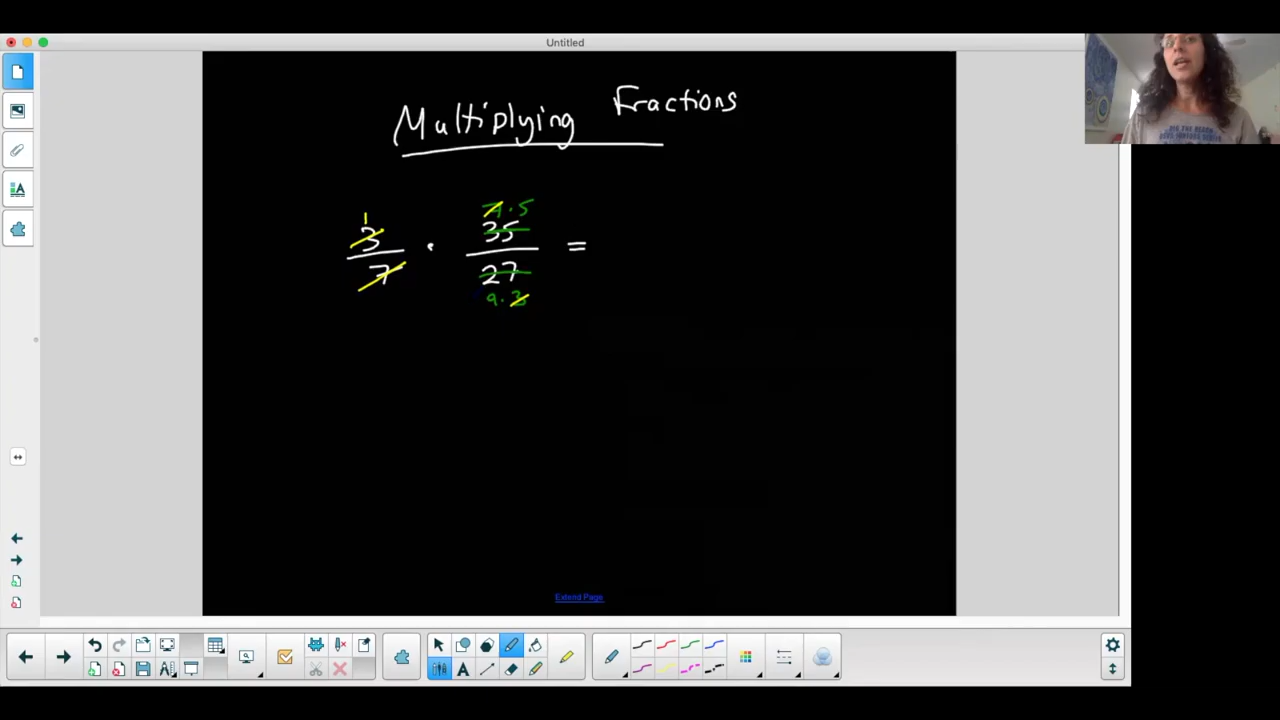 Untitled
Multiplying Fractions
1 7 · 5
3 · 35 =
7 27
9 · 3
Extend Page